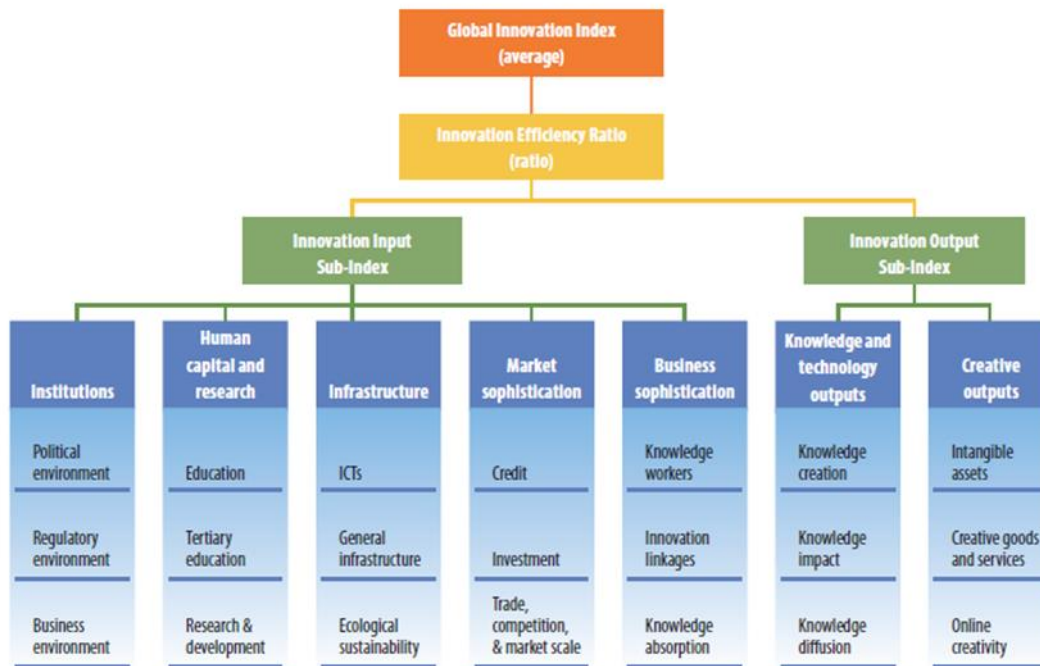 Global Innovation Index
(average)
Innovation Efficiency Ratio
(ratio)
Innovation Input
Sub-Index
Innovation Output
Sub-Index
Institutions
Human
capital and
research
Infrastructure
Market
sophistication
Business
sophistication
Knowledge and
technology
outputs
Creative
outputs
Political
environment
Education
ICTs
Credit
Knowledge
workers
Knowledge
creation
Intangible
assets
Regulatory
environment
Tertiary
education
General
infrastructure
Investment
Innovation
linkages
Knowledge
impact
Creative goods
and services
Business
environment
Research &
development
Ecological
sustainability
Trade,
competition,
& market scale
Knowledge
absorption
Knowledge
diffusion
Online
creativity